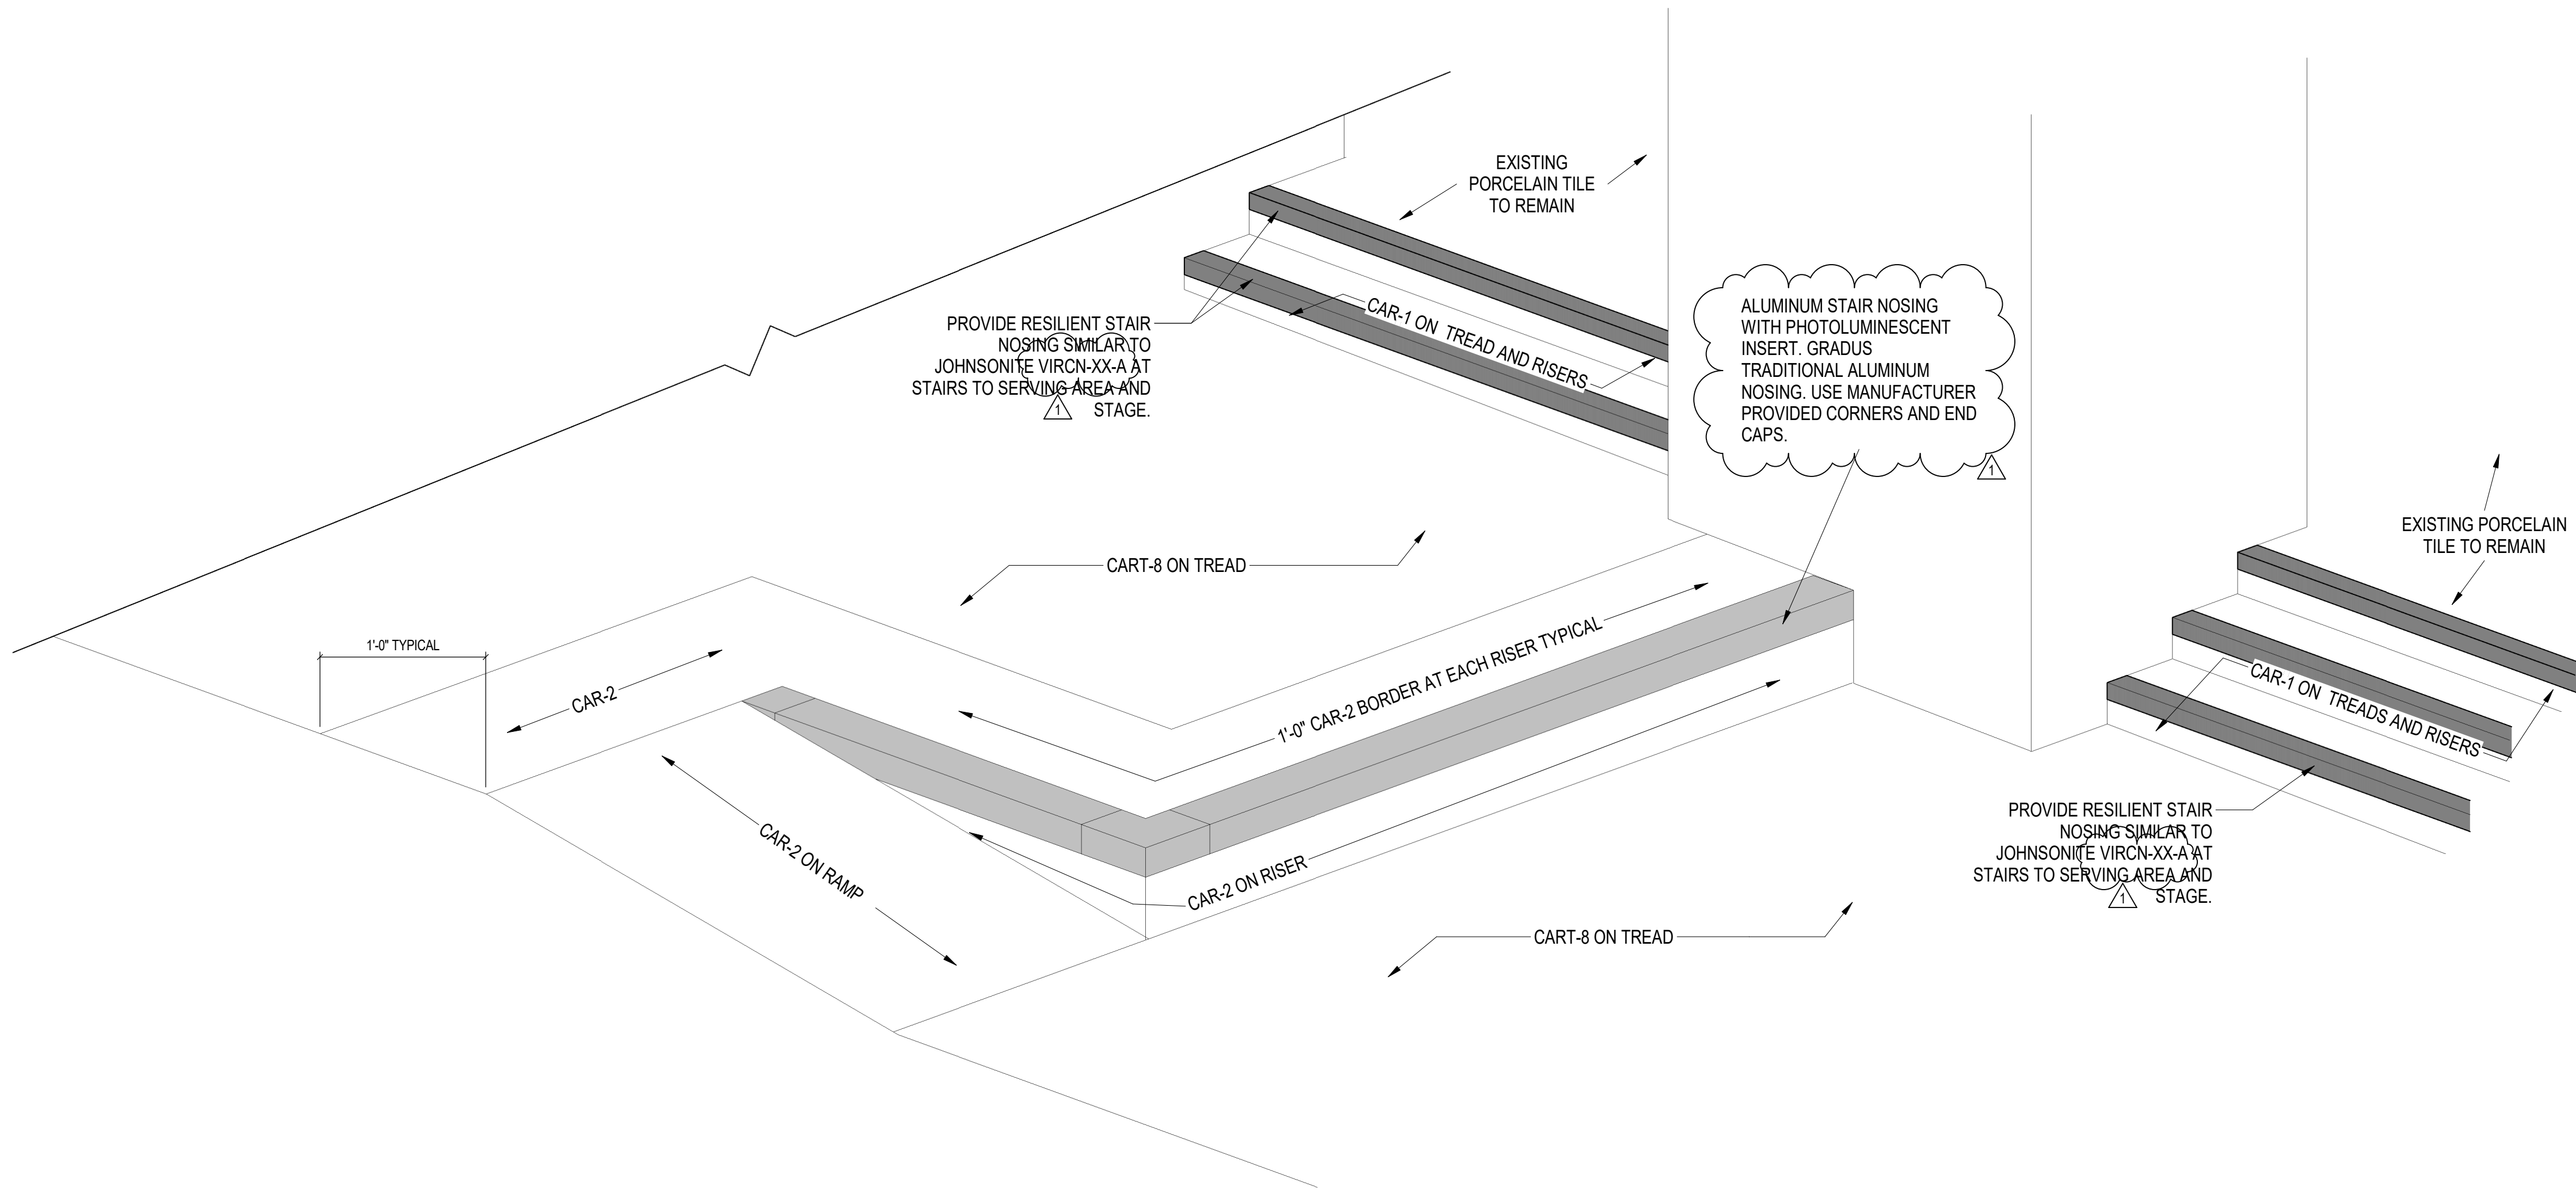 EXISTING
PORCELAIN TILE
TO REMAIN
PROVIDE RESILIENT STAIR
NOSING SIMILAR TO
JOHNSONITE VIRCN-XX-A AT
STAIRS TO SERVING AREA AND
STAGE.
1
CAR-1 ON TREAD AND RISERS
ALUMINUM STAIR NOSING
WITH PHOTOLUMINESCENT
INSERT. GRADUS
TRADITIONAL ALUMINUM
NOSING. USE MANUFACTURER
PROVIDED CORNERS AND END
CAPS.
1
EXISTING PORCELAIN
TILE TO REMAIN
CART-8 ON TREAD
1'-0" TYPICAL
CAR-2
1'-0" CAR-2 BORDER AT EACH RISER TYPICAL
CAR-1 ON TREADS AND RISERS
CAR-2 ON RAMP
CAR-2 ON RISER
PROVIDE RESILIENT STAIR
NOSING SIMILAR TO
JOHNSONITE VIRCN-XX-A AT
STAIRS TO SERVING AREA AND
STAGE.
1
CART-8 ON TREAD